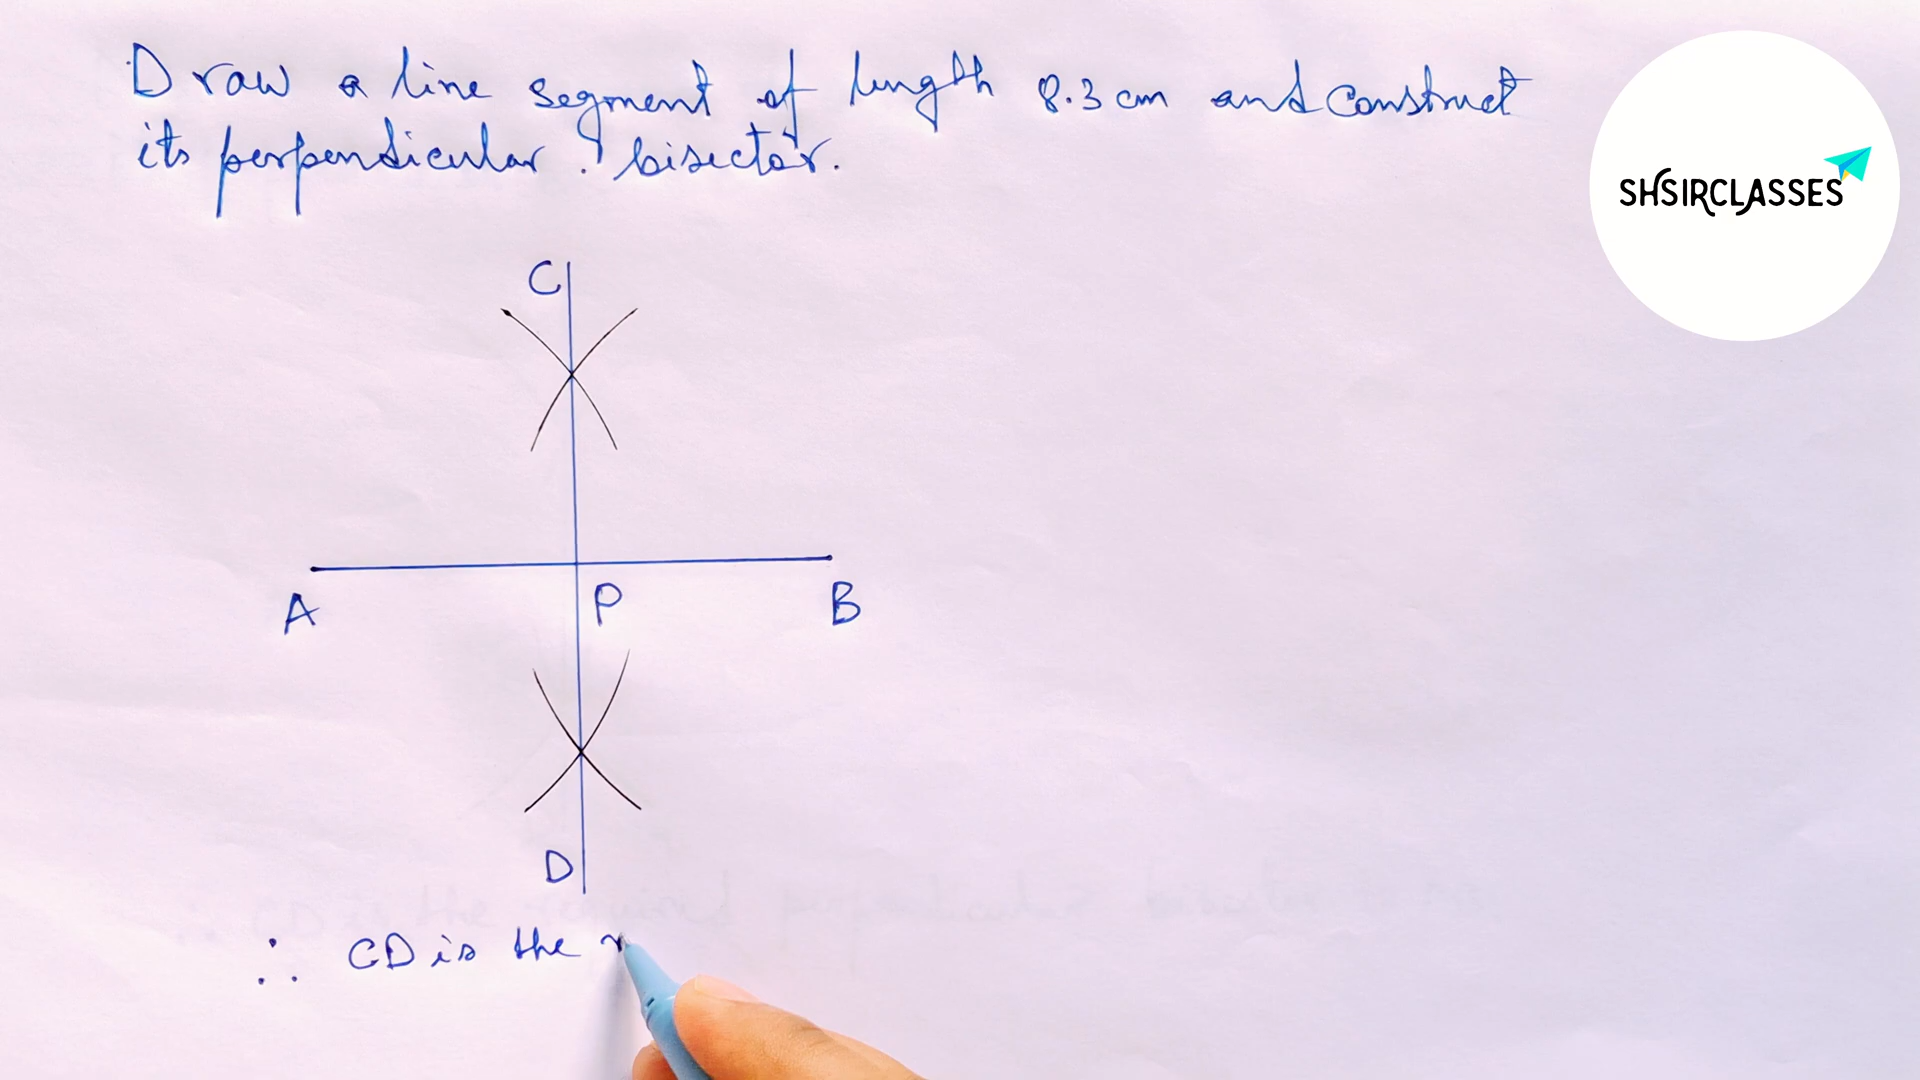 Draw a line segment of length 8.3 cm and construct
its perpendicular. bisector.
SHSIRCLASSES
C
A
P
B
D
∴ CD is the